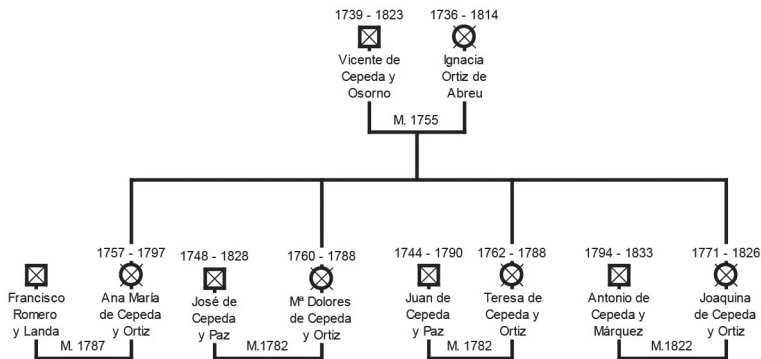 1739 - 1823
1736 - 1814
Vicente de
Cepeda y
Osorno
Ignacia
Ortiz de
Abreu
M. 1755
Francisco
Romero
y Landa
1757 - 1797
Ana María
de Cepeda
y Ortiz
M. 1787
1748 - 1828
José de
Cepeda
y Paz
1760 - 1788
Mª Dolores
de Cepeda
y Ortiz
M.1782
1744 - 1790
Juan de
Cepeda
y Paz
1762 - 1788
Teresa de
Cepeda y
Ortiz
M. 1782
1794 - 1833
Antonio de
Cepeda y
Márquez
1771 - 1826
Joaquina
de Cepeda
y Ortiz
M.1822